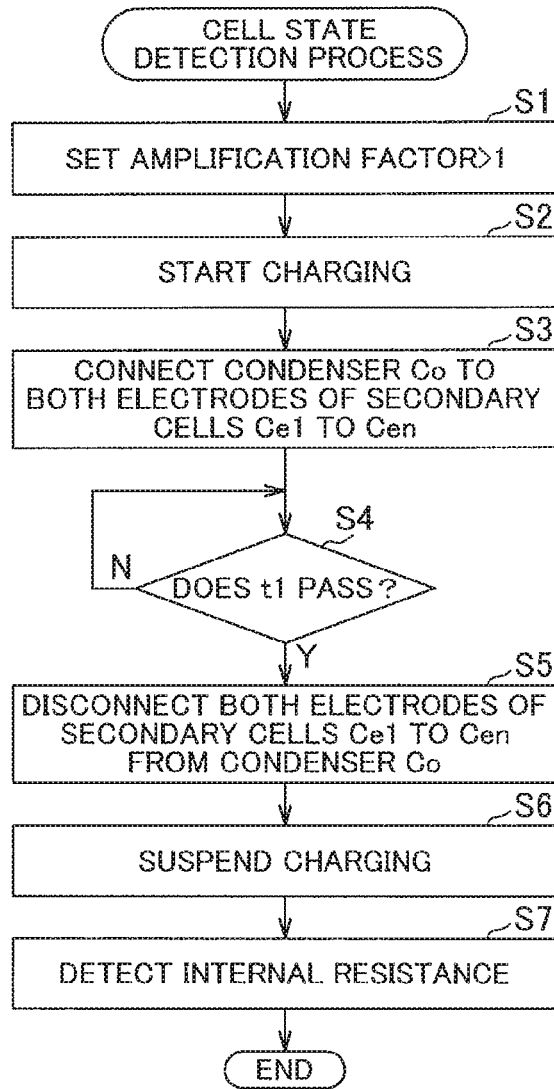 CELL STATE
DETECTION PROCESS
S1
SET AMPLIFICATION FACTOR>1
S2
START CHARGING
S3
CONNECT CONDENSER Co TO
BOTH ELECTRODES OF SECONDARY
CELLS Ce1 TO Cen
S4
N
DOES t1 PASS?
Y
S5
DISCONNECT BOTH ELECTRODES OF
SECONDARY CELLS Ce1 TO Cen
FROM CONDENSER Co
S6
SUSPEND CHARGING
S7
DETECT INTERNAL RESISTANCE
END